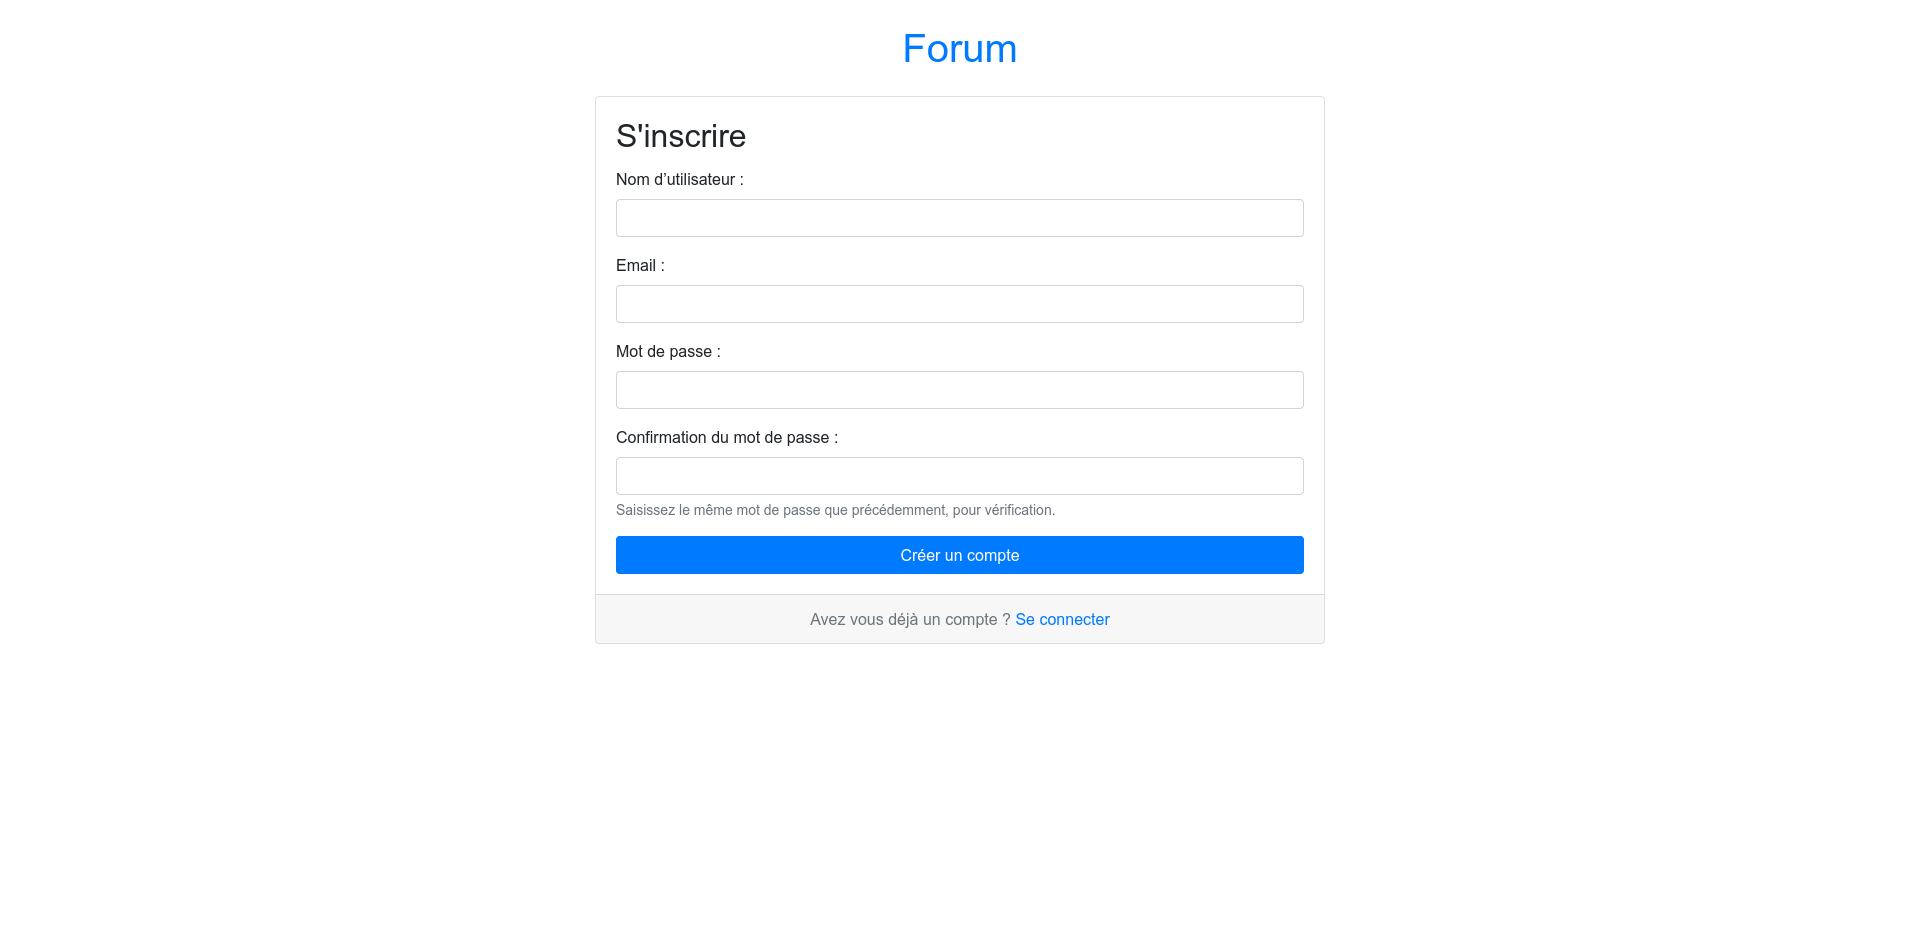 Forum
S'inscrire
Nom d’utilisateur :
Email :
Mot de passe :
Confirmation du mot de passe :
Saisissez le même mot de passe que précédemment, pour vérification.
Créer un compte
Avez vous déjà un compte ? Se connecter